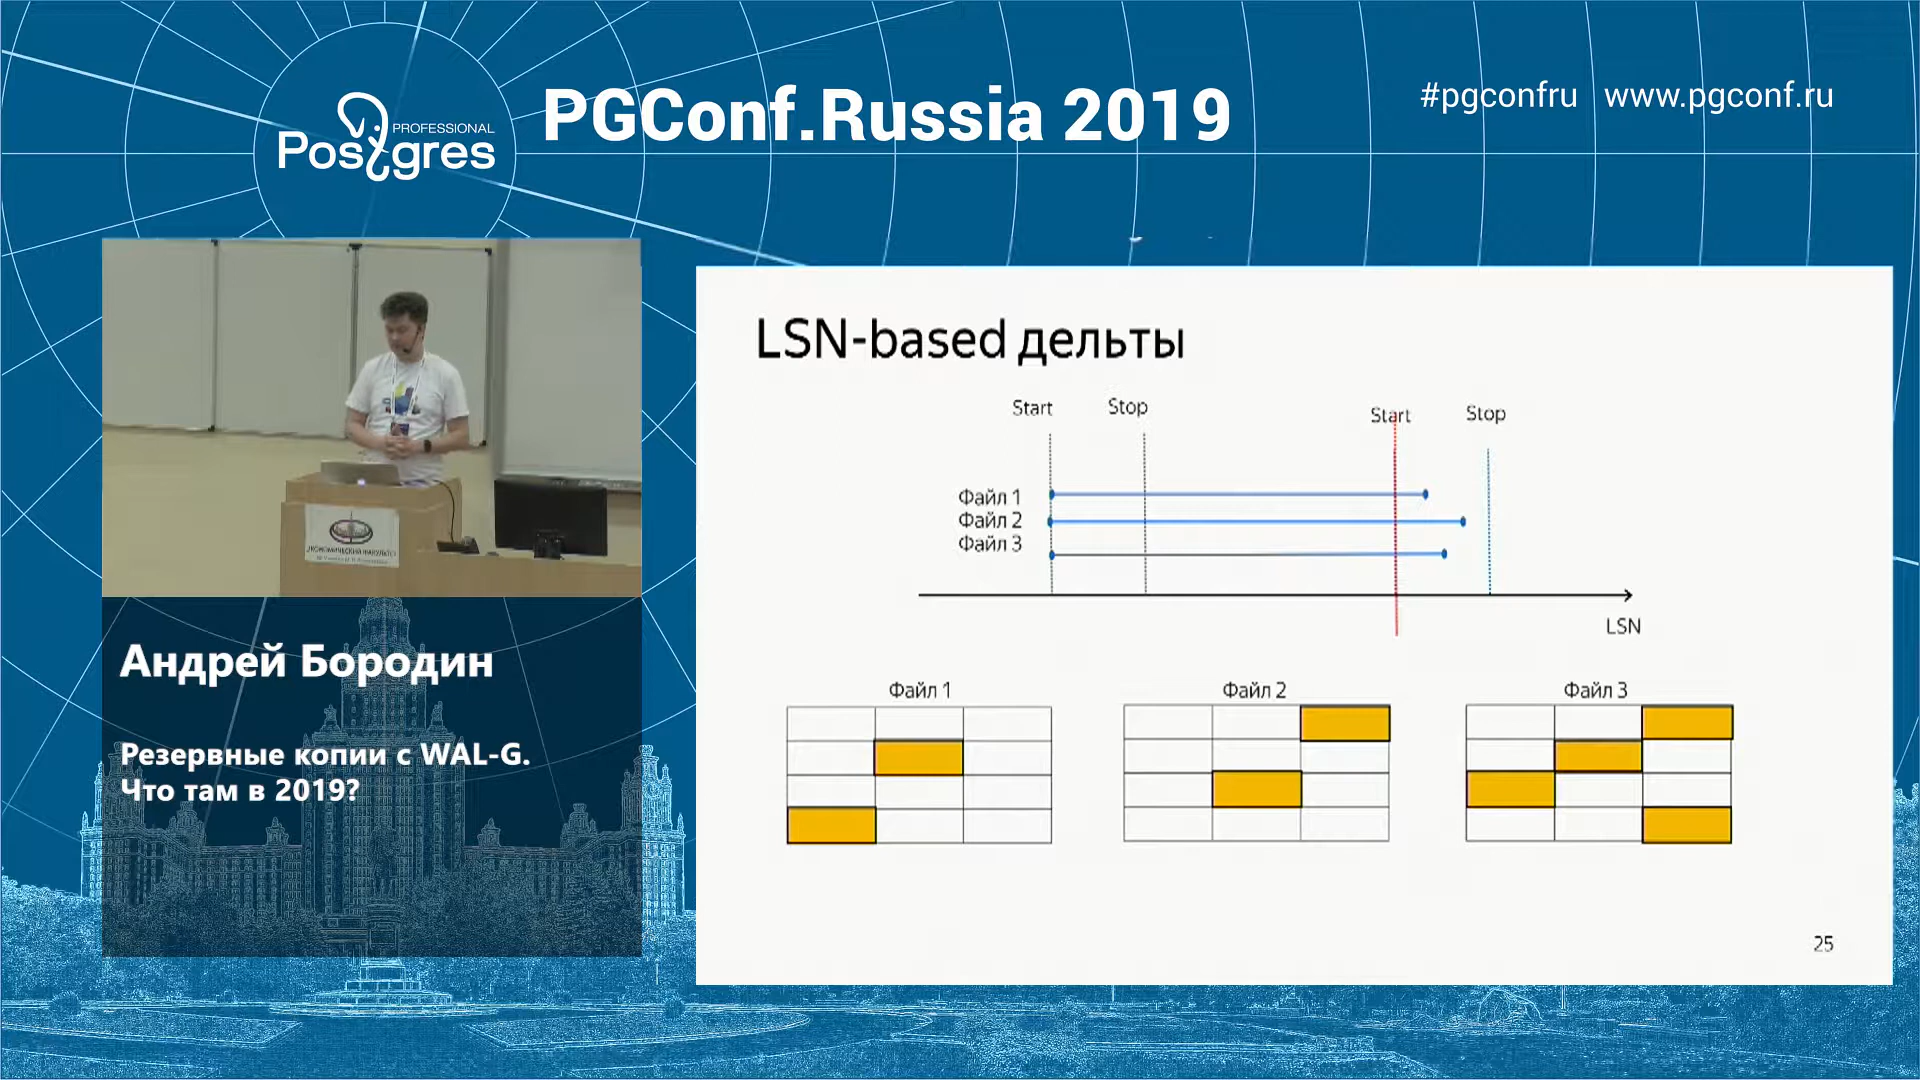 PROFESSIONAL
Postgres
PGConf.Russia 2019
#pgconfru www.pgconf.ru
ЭКОНОМИЧЕСКИЙ ФАКУЛЬТЕТ
Андрей Бородин
Резервные копии с WAL-G.
Что там в 2019?
LSN-based дельты
Start Stop Start Stop
Файл 1
Файл 2
Файл 3
LSN
Файл 1 Файл 2 Файл 3
25